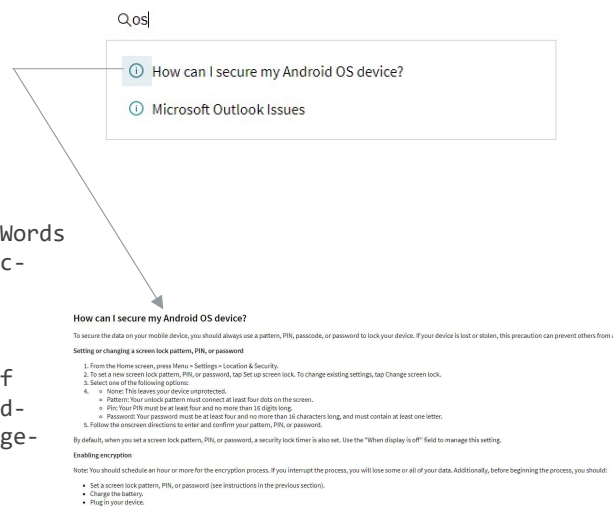 os
How can I secure my Android OS device?
Microsoft Outlook Issues
Words
c-
f
d-
ge-
How can I secure my Android OS device?
To secure the data on your mobile device, you should always use a pattern, PIN, passcode, or password to lock your device. If your device is lost or stolen, this precaution can prevent others from
Setting or changing a screen lock pattern, PIN, or password
1. From the Home screen, press Menu > Settings > Location & Security.
2. To set a new screen lock pattern, PIN, or password, tap Set up screen lock. To change existing settings, tap Change screen lock.
3. Select one of the following options:
4. ○ None: This leaves your device unprotected.
○ Pattern: Your unlock pattern must connect at least four dots on the screen.
○ Pin: Your PIN must be at least four and no more than 16 digits long.
○ Password: Your password must be at least four and no more than 16 characters long, and must contain at least one letter.
5. Follow the onscreen directions to enter and confirm your pattern, PIN, or password.
By default, when you set a screen lock pattern, PIN, or password, a security lock timer is also set. Use the "When display is off" field to manage this setting.
Enabling encryption
Note: You should schedule an hour or more for the encryption process. If you interrupt the process, you will lose some or all of your data. Additionally, before beginning the process, you should:
• Set a screen lock pattern, PIN, or password (see instructions in the previous section).
• Charge the battery.
• Plug in your device.